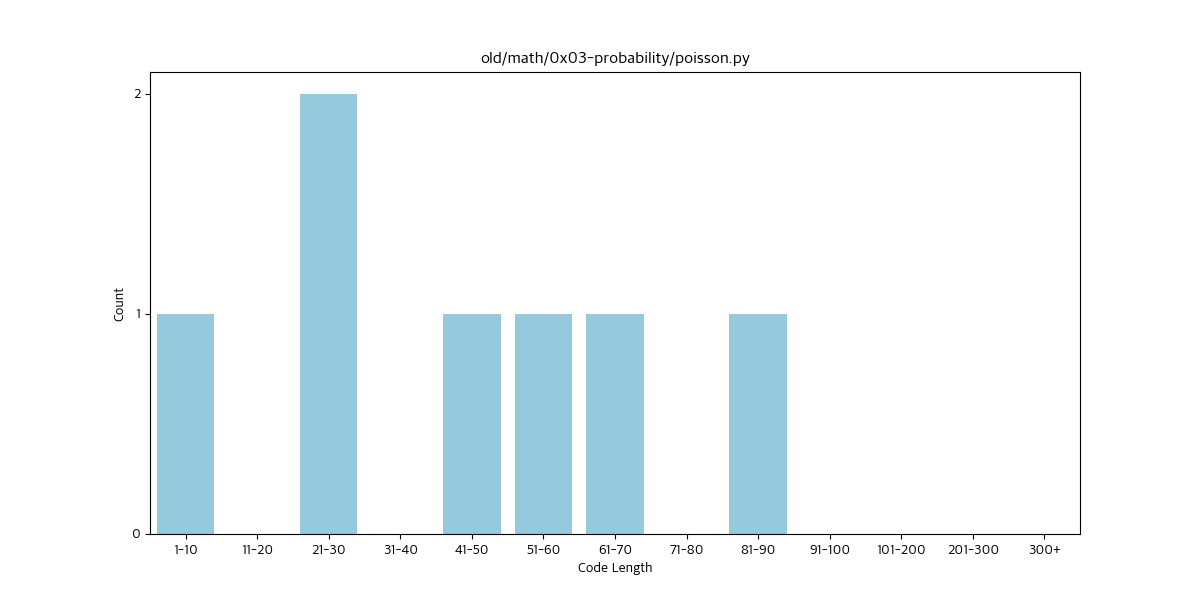 old/math/0x03-probability/poisson.py
Count
2
1
0
1-10 11-20 21-30 31-40 41-50 51-60 61-70 71-80 81-90 91-100 101-200 201-300 300+
Code Length